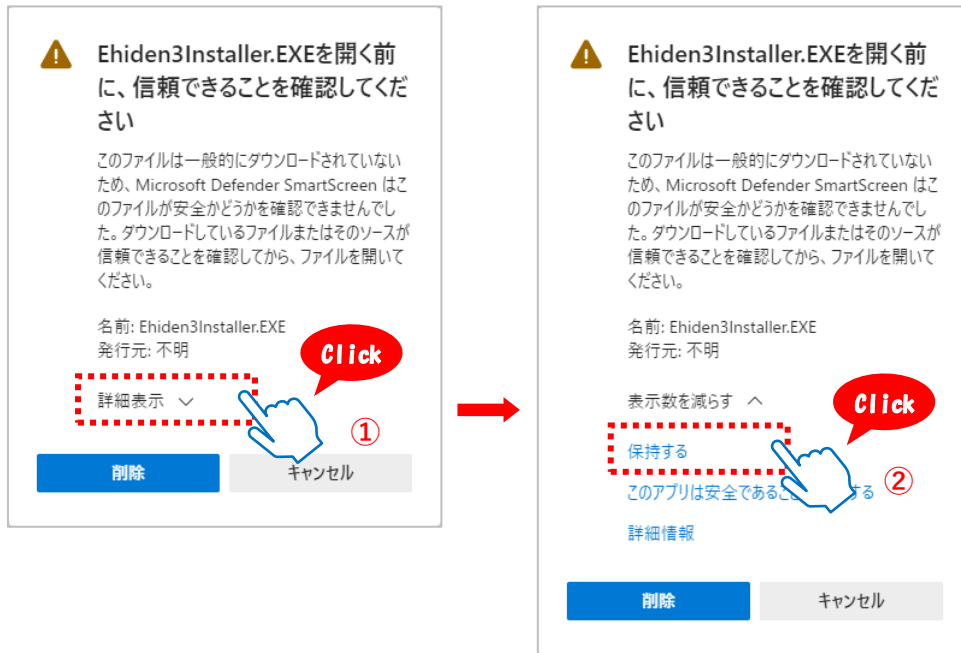 Ehiden3Installer.EXEを開く前
に、信頼できることを確認してくだ
さい
このファイルは一般的にダウンロードされていない
ため、Microsoft Defender SmartScreen はこ
のファイルが安全かどうかを確認できませんでし
た。ダウンロードしているファイルまたはそのソースが
信頼できることを確認してから、ファイルを開いて
ください。
名前: Ehiden3Installer.EXE
発行元: 不明
Click
詳細表示
①
削除
キャンセル
Ehiden3Installer.EXEを開く前
に、信頼できることを確認してくだ
さい
このファイルは一般的にダウンロードされていない
ため、Microsoft Defender SmartScreen はこ
のファイルが安全かどうかを確認できませんでし
た。ダウンロードしているファイルまたはそのソースが
信頼できることを確認してから、ファイルを開いて
ください。
名前: Ehiden3Installer.EXE
発行元: 不明
表示数を減らす
Click
保持する
②
このアプリは安全であること する
詳細情報
削除
キャンセル